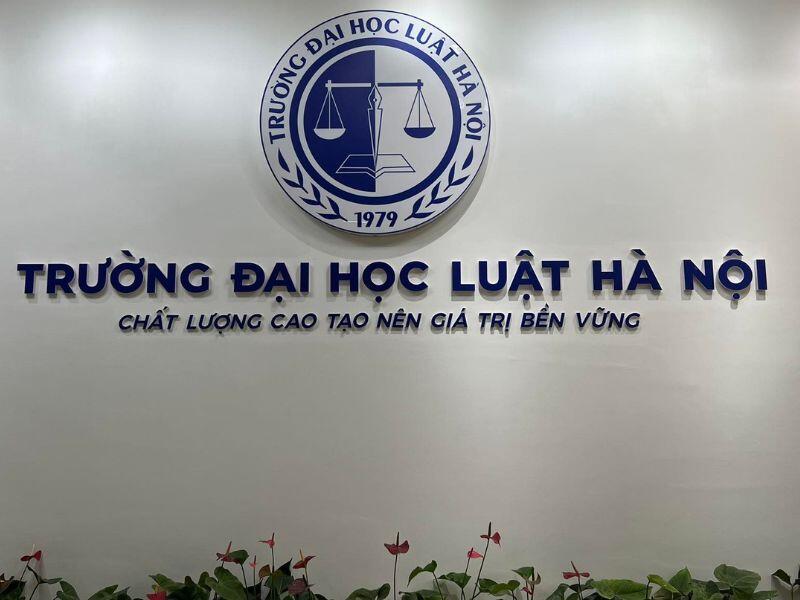 TRƯỜNG ĐẠI HỌC LUẬT HÀ NỘI
1979
TRƯỜNG ĐẠI HỌC LUẬT HÀ NỘI
CHẤT LƯỢNG CAO TẠO NÊN GIÁ TRỊ BỀN VỮNG